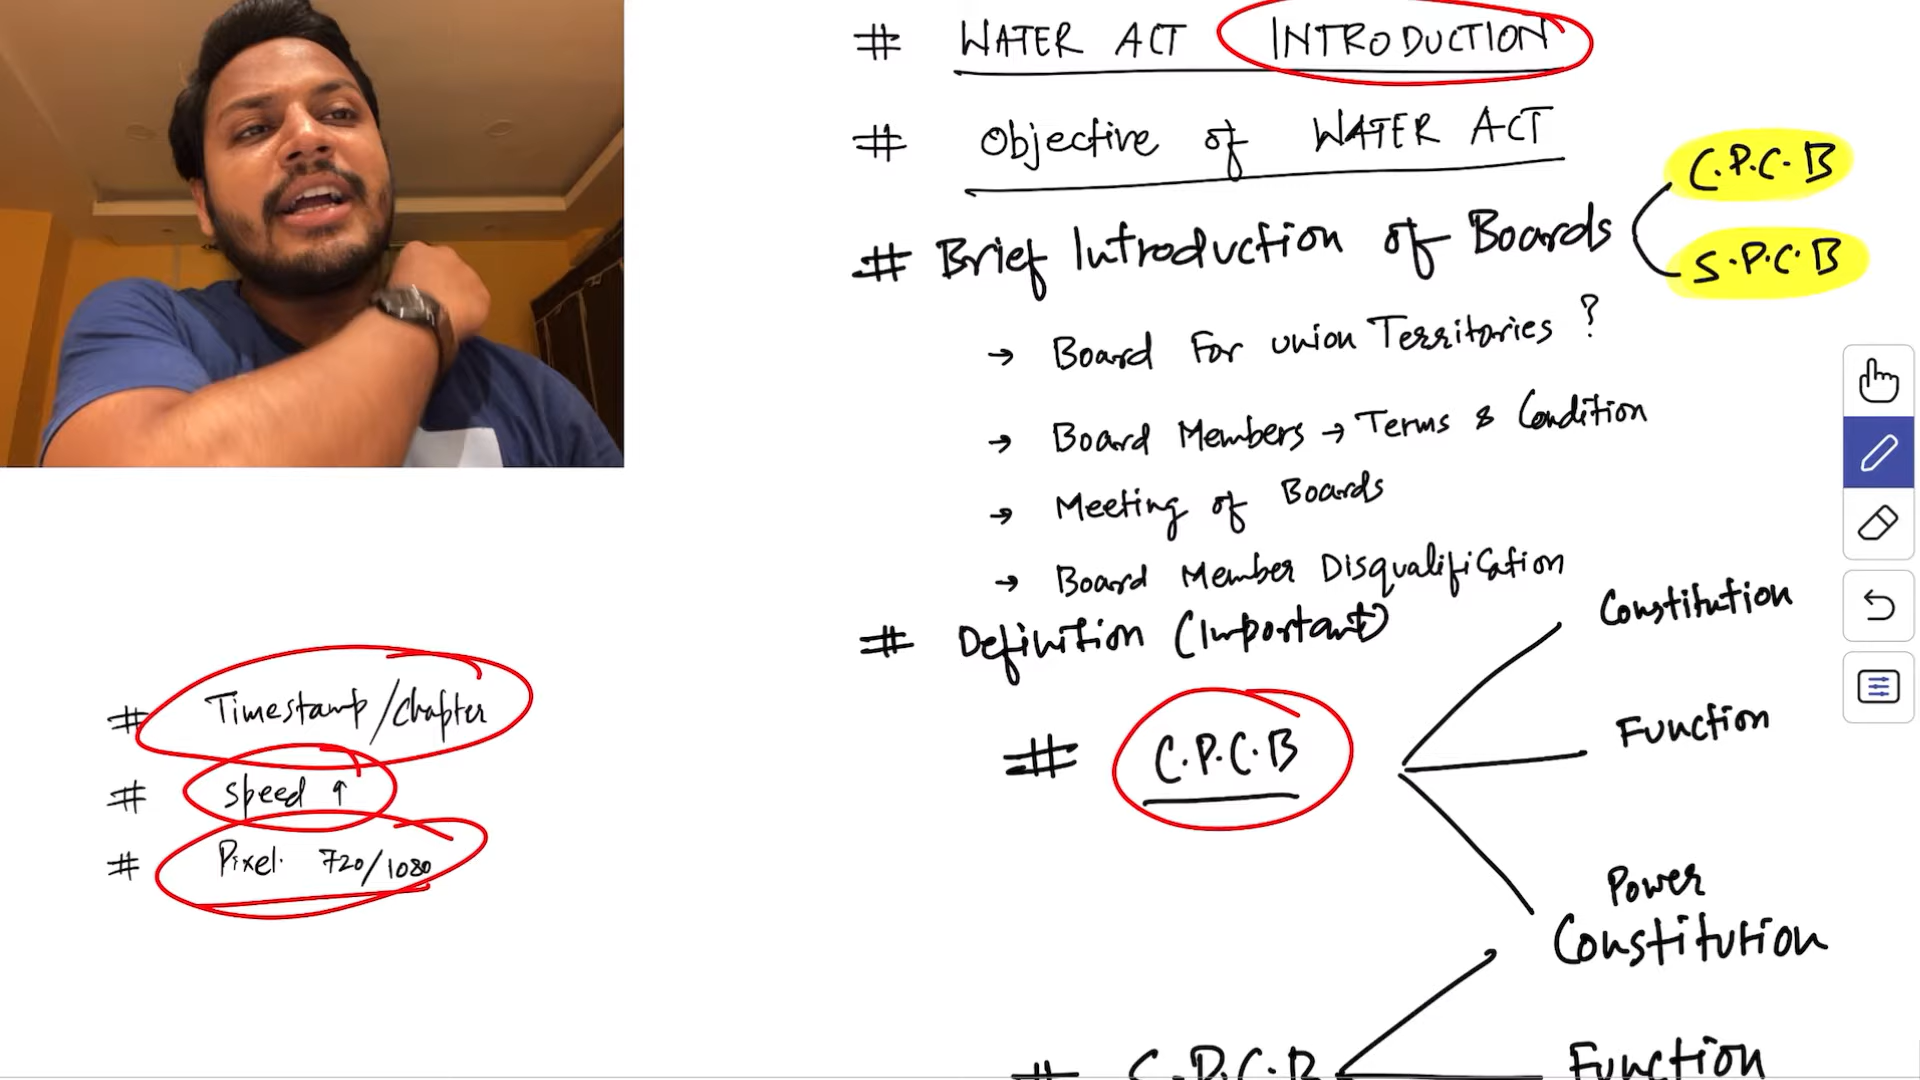 # WATER ACT INTRODUCTION
# Objective of WATER ACT
# Brief Introduction of Boards
C.P.C.B
S.P.C.B
→ Board For union Territories ?
→ Board Members → Terms & Condition
→ Meeting of Boards
→ Board Member Disqualification
# Definition (Important)
# C.P.C.B
Constitution
Function
Power
Constitution
Function
# Timestamp/Chapter
# Speed ↑
# Pixel. 720/1080